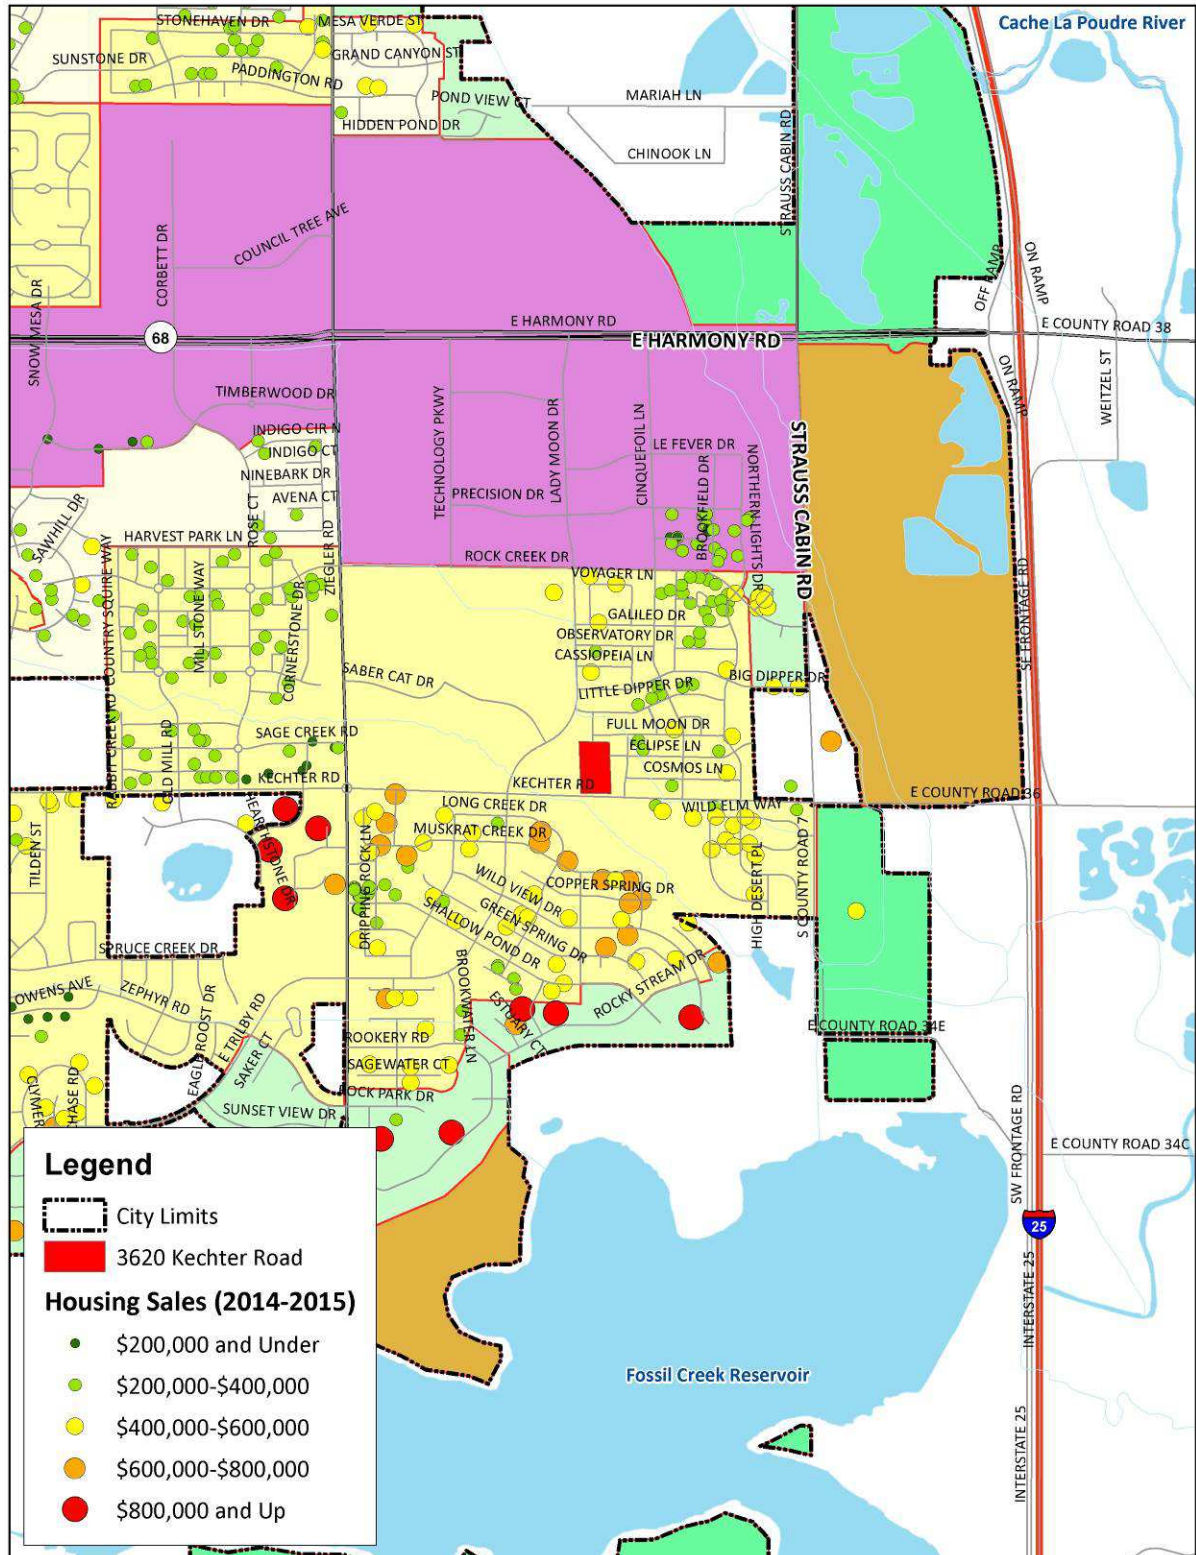 STONEHAVEN DR
MESA VERDE ST
Cache La Poudre River
SUNSTONE DR
GRAND CANYON ST
PADDINGTON RD
POND VIEW CT
MARIAH LN
HIDDEN POND DR
CHINOOK LN
STRAUSS CABIN RD
COUNCIL TREE AVE
CORBETT DR
SNOW MESA DR
OFF RAMP
ON RAMP
E HARMONY RD
E COUNTY ROAD 38
68
E HARMONY RD
WEITZEL ST
ON RAMP
TIMBERWOOD DR
TECHNOLOGY PKWY
LADY MOON DR
CINQUEFOIL LN
INDIGO CIR N
INDIGO CT
LE FEVER DR
BROOKFIELD DR
NORTHERN LIGHTS DR
STRAUSS CABIN RD
NINEBARK DR
AVENA CT
PRECISION DR
ROSE CT
SAWHILL DR
HARVEST PARK LN
ZIEGLER RD
ROCK CREEK DR
COUNTRY SQUIRE WAY
MILL STONE WAY
CORNERSTONE DR
VOYAGER LN
GALILEO DR
OBSERVATORY DR
CASSIOPEIA LN
SABER CAT DR
LITTLE DIPPER DR
BIG DIPPER DR
SE FRONTAGE RD
RABBIT CREEK RD
OLD MILL RD
SAGE CREEK RD
FULL MOON DR
ECLIPSE LN
COSMOS LN
KECHTER RD
KECHTER RD
E COUNTY ROAD 36
LONG CREEK DR
WILD ELM WAY
TILDEN ST
HEARTHSTONE DR
MUSKRAT CREEK DR
DRIPPING ROCK LN
WILD VIEW DR
COPPER SPRING DR
HIGH DESERT PL
S COUNTY ROAD 7
SHALLOW POND DR
GREEN SPRING DR
SPRUCE CREEK DR
BROOKWATER LN
ROCKY STREAM DR
OWENS AVE
ZEPHYR RD
EAGLE ROOST DR
E TRILBY RD
SAKER CT
ESTUARY CT
E COUNTY ROAD 34E
ROOKERY RD
SAGEWATER CT
CLYMER
CHASE RD
ROCK PARK DR
SUNSET VIEW DR
SW FRONTAGE RD
E COUNTY ROAD 34C
25
INTERSTATE 25
Fossil Creek Reservoir
INTERSTATE 25
Legend
City Limits
3620 Kechter Road
Housing Sales (2014-2015)
$200,000 and Under
$200,000-$400,000
$400,000-$600,000
$600,000-$800,000
$800,000 and Up